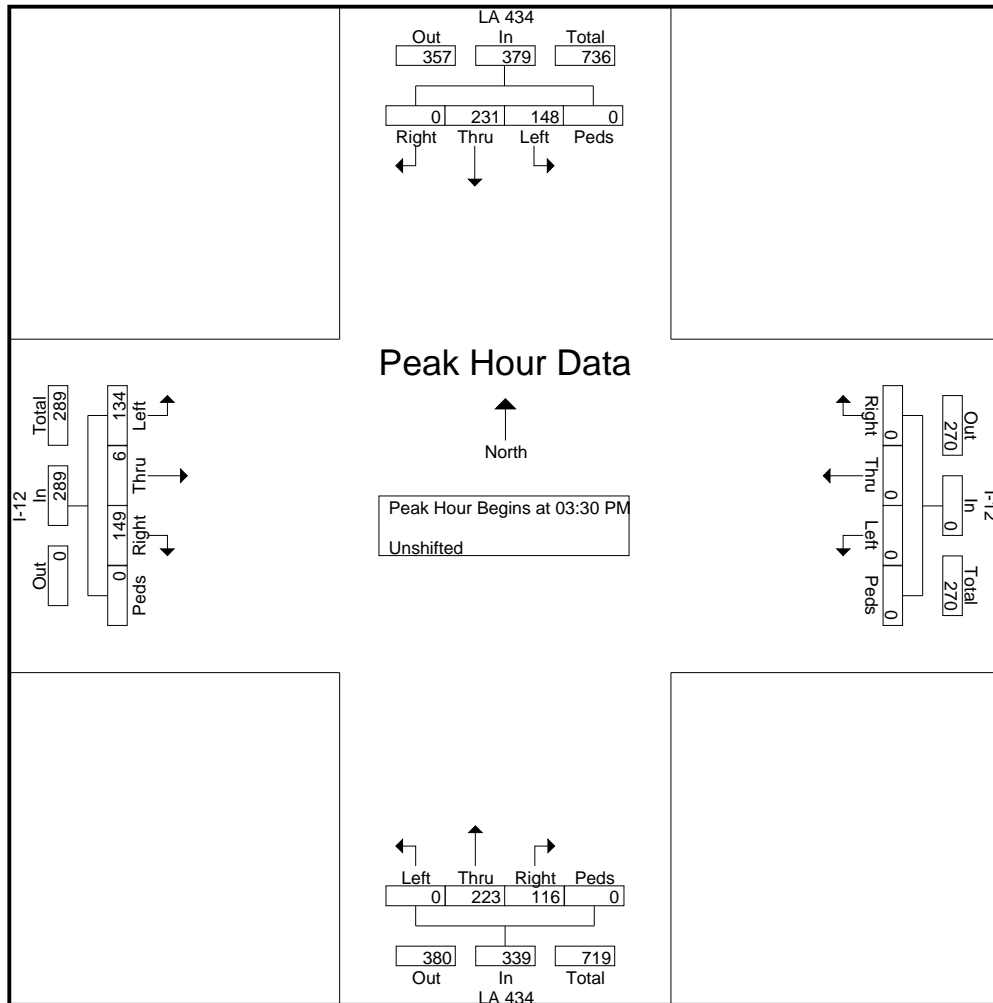 LA 434
Out In Total
357 379 736
0 231 148 0
Right Thru Left Peds
Peak Hour Data
North
Peak Hour Begins at 03:30 PM
Unshifted
I-12
Total In Out
289 289 0
134 6 149 0
Left Thru Right Peds
I-12
Out In Total
270 0 270
0 0 0 0
Right Thru Left Peds
Left Thru Right Peds
0 223 116 0
380 339 719
Out In Total
LA 434